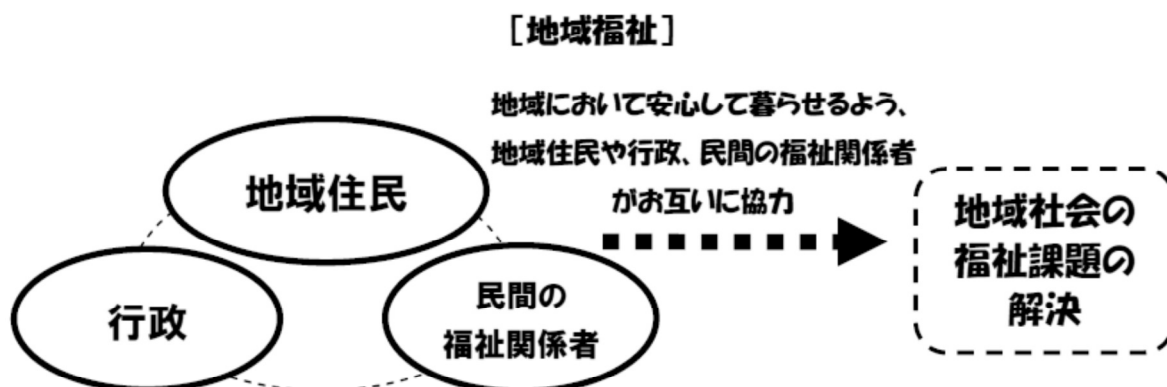 [地域福祉]
地域において安心して暮らせるよう、
地域住民や行政、民間の福祉関係者
がお互いに協力
地域住民
行政
民間の
福祉関係者
地域社会の
福祉課題の
解決